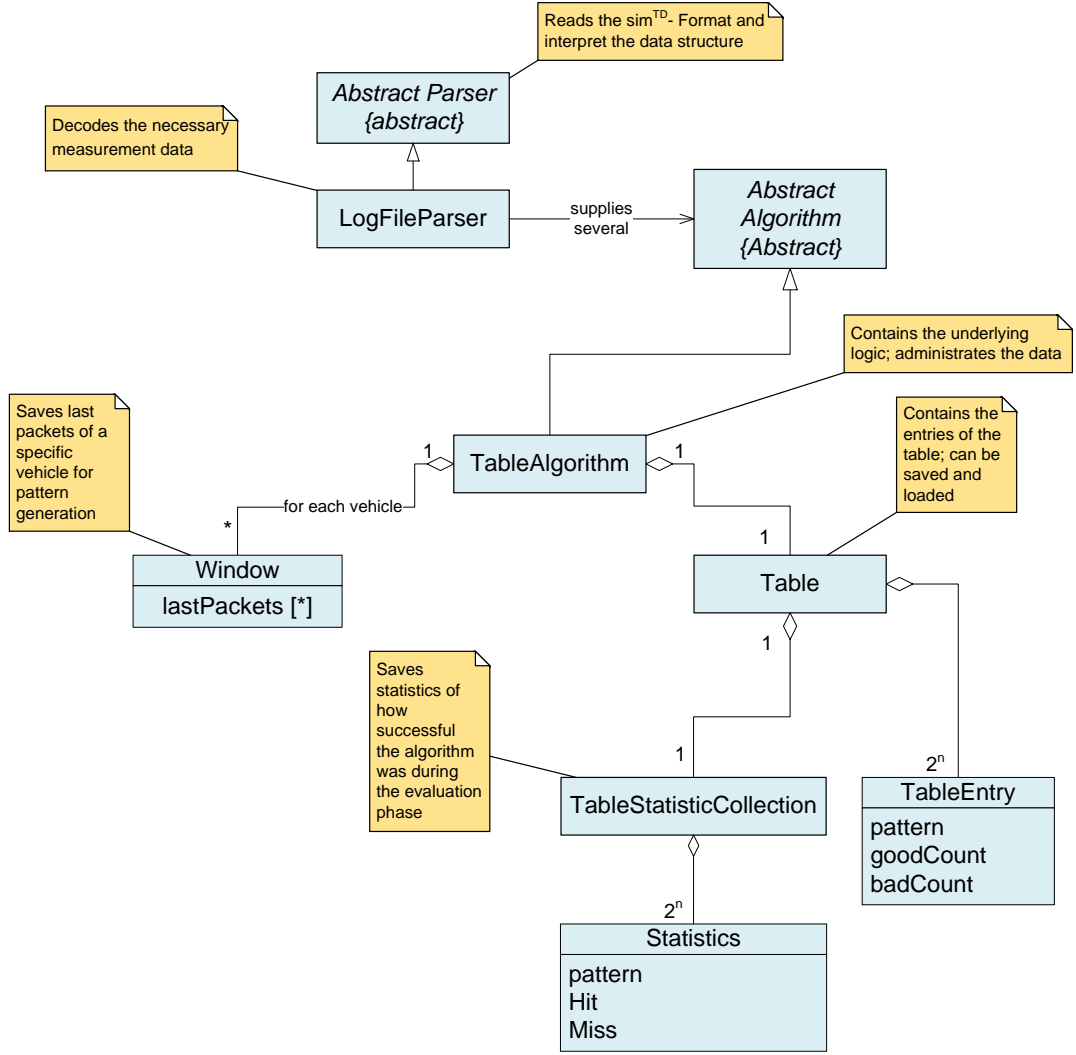 Reads the sim^TD- Format and
interpret the data structure
Abstract Parser
{abstract}
Decodes the necessary
measurement data
LogFileParser
supplies
several
Abstract
Algorithm
{Abstract}
Contains the underlying
logic; administrates the data
Saves last
packets of a
specific
vehicle for
pattern
generation
Contains the
entries of the
table; can be
saved and
loaded
1
TableAlgorithm
1
for each vehicle
*
1
Window
lastPackets [*]
Table
1
Saves
statistics of
how
successful
the algorithm
was during
the evaluation
phase
1
2^n
TableStatisticCollection
TableEntry
pattern
goodCount
badCount
2^n
Statistics
pattern
Hit
Miss